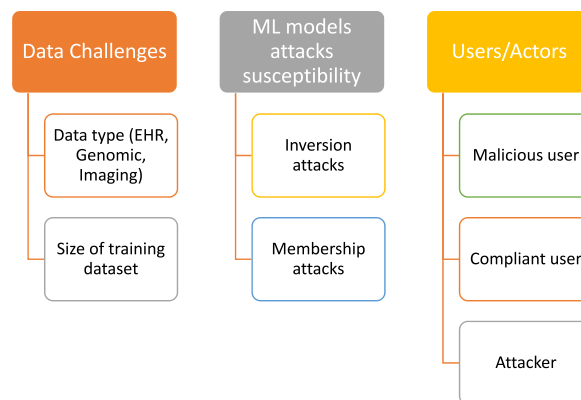 Data Challenges
Data type (EHR,
Genomic,
Imaging)
Size of training
dataset
ML models
attacks
susceptibility
Inversion
attacks
Membership
attacks
Users/Actors
Malicious user
Compliant user
Attacker